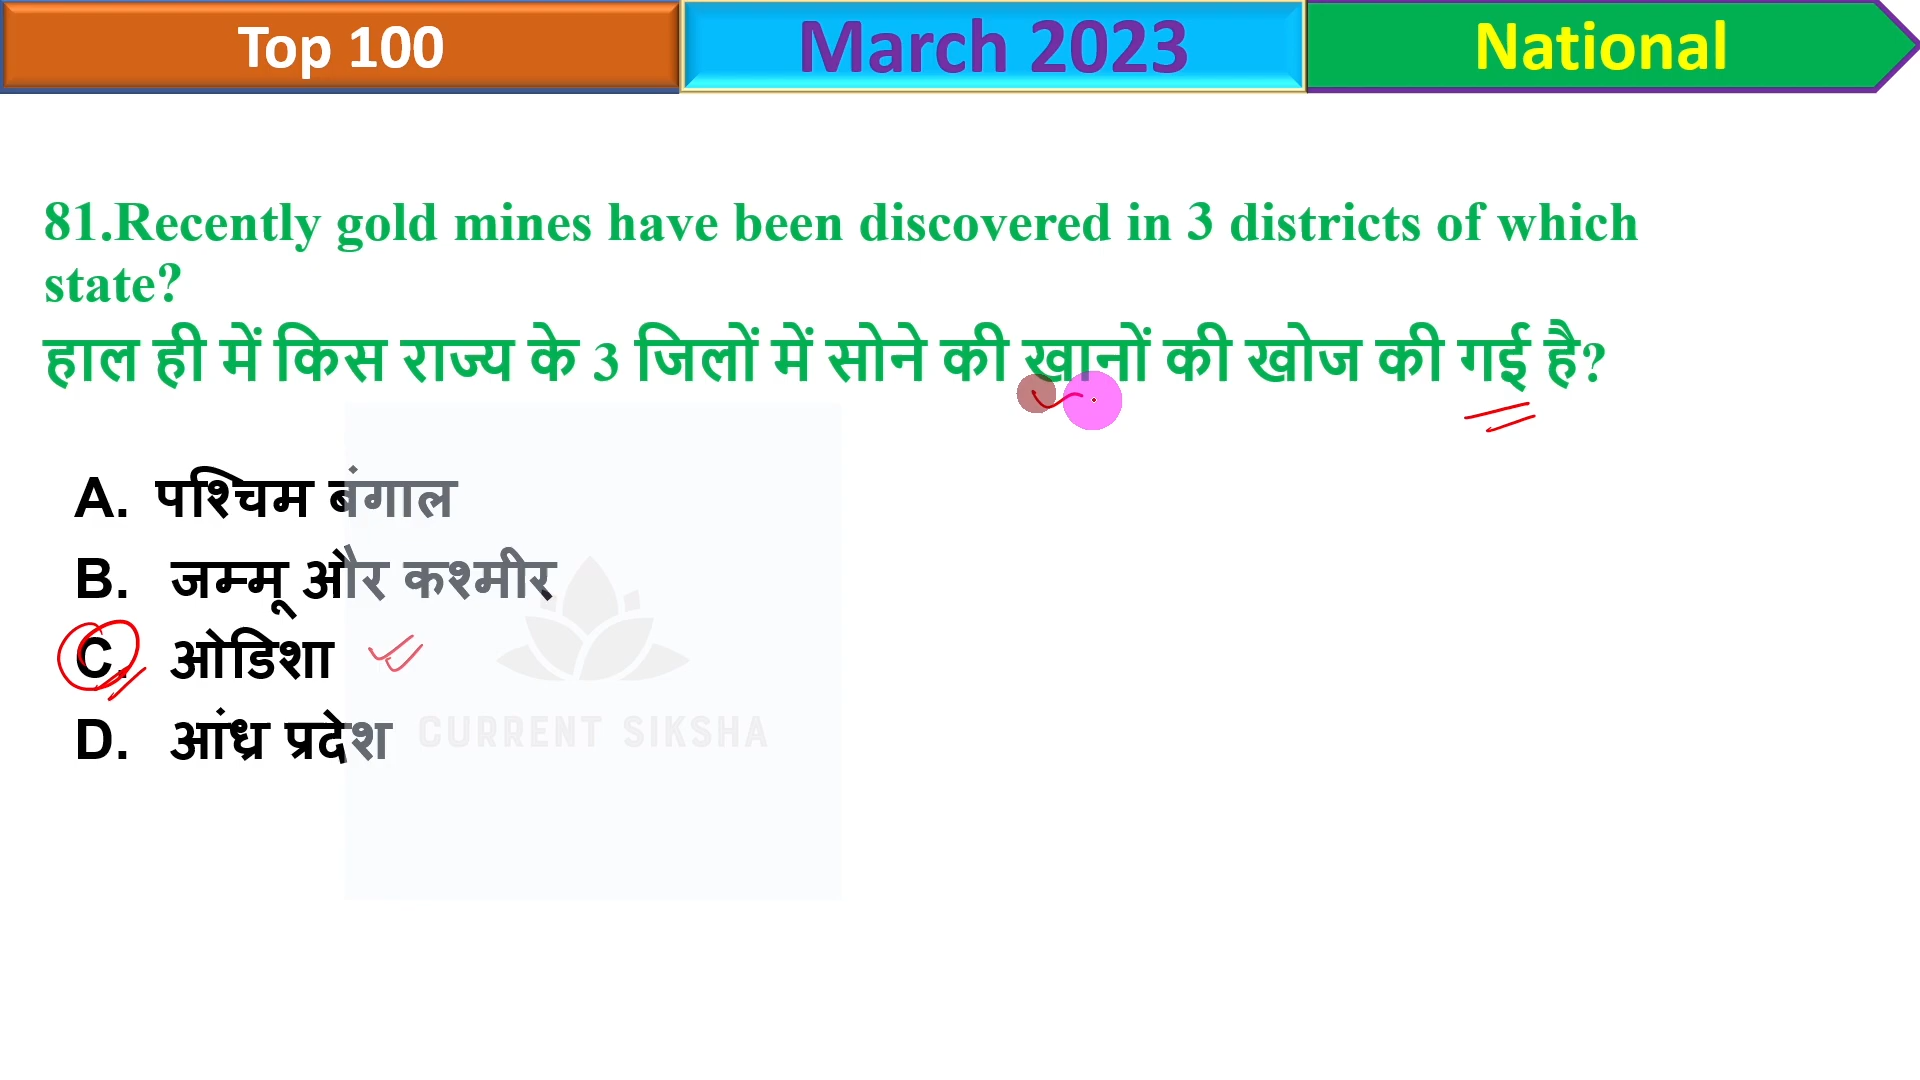 Top 100
March 2023
National
81.Recently gold mines have been discovered in 3 districts of which
state?
हाल ही में किस राज्य के 3 जिलों में सोने की खानों की खोज की गई है?
A. पश्चिम बंगाल
B. जम्मू और कश्मीर
C. ओडिशा
D. आंध्र प्रदेश
CURRENT SIKSHA